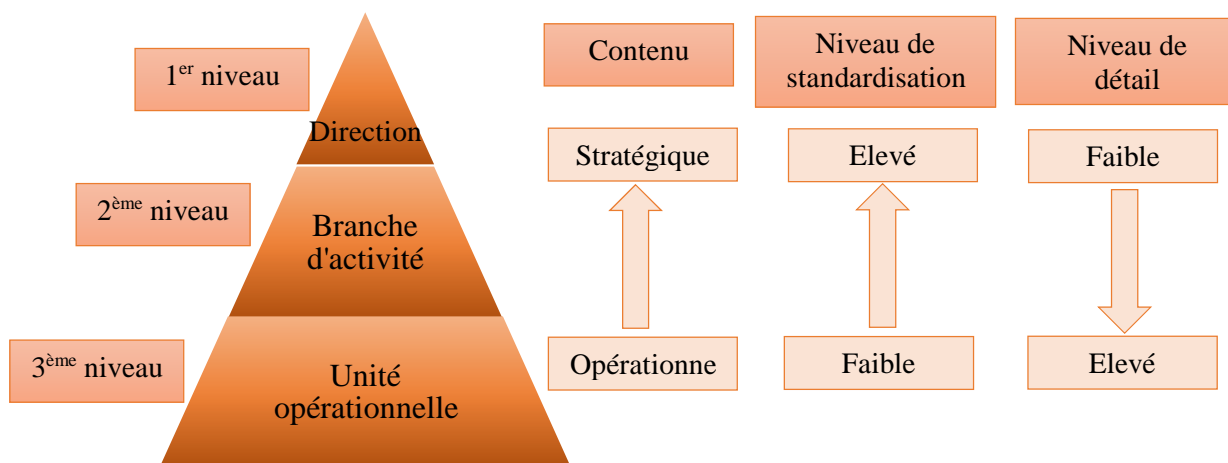 1er niveau
Direction
2ème niveau
Branche
d'activité
3ème niveau
Unité
opérationnelle
Contenu
Niveau de
standardisation
Niveau de
détail
Stratégique
Elevé
Faible
Opérationne
Faible
Elevé